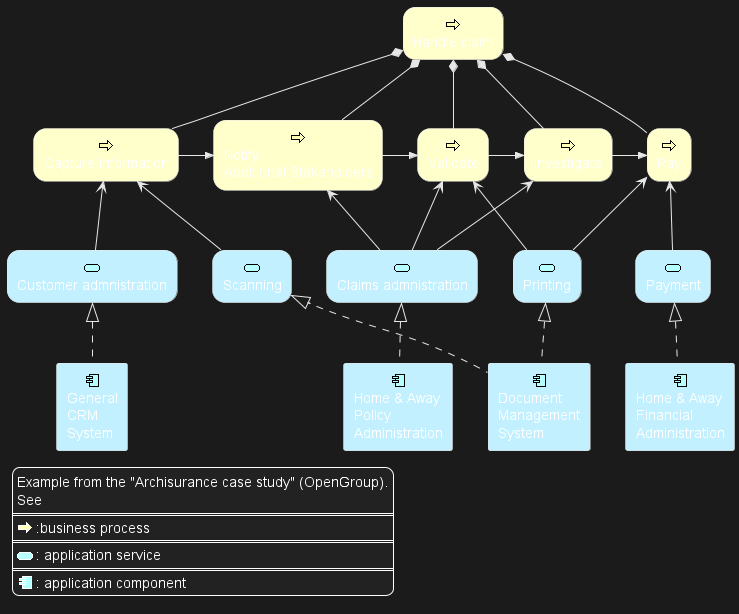 Handle claim
Capture Information
Notify
Additional Stakeholders
Validate
Investigate
Pay
Customer admnistration
Scanning
Claims admnistration
Printing
Payment
General
CRM
System
Home & Away
Policy
Administration
Document
Management
System
Home & Away
Financial
Administration
Example from the "Archisurance case study" (OpenGroup).
See
:business process
: application service
: application component